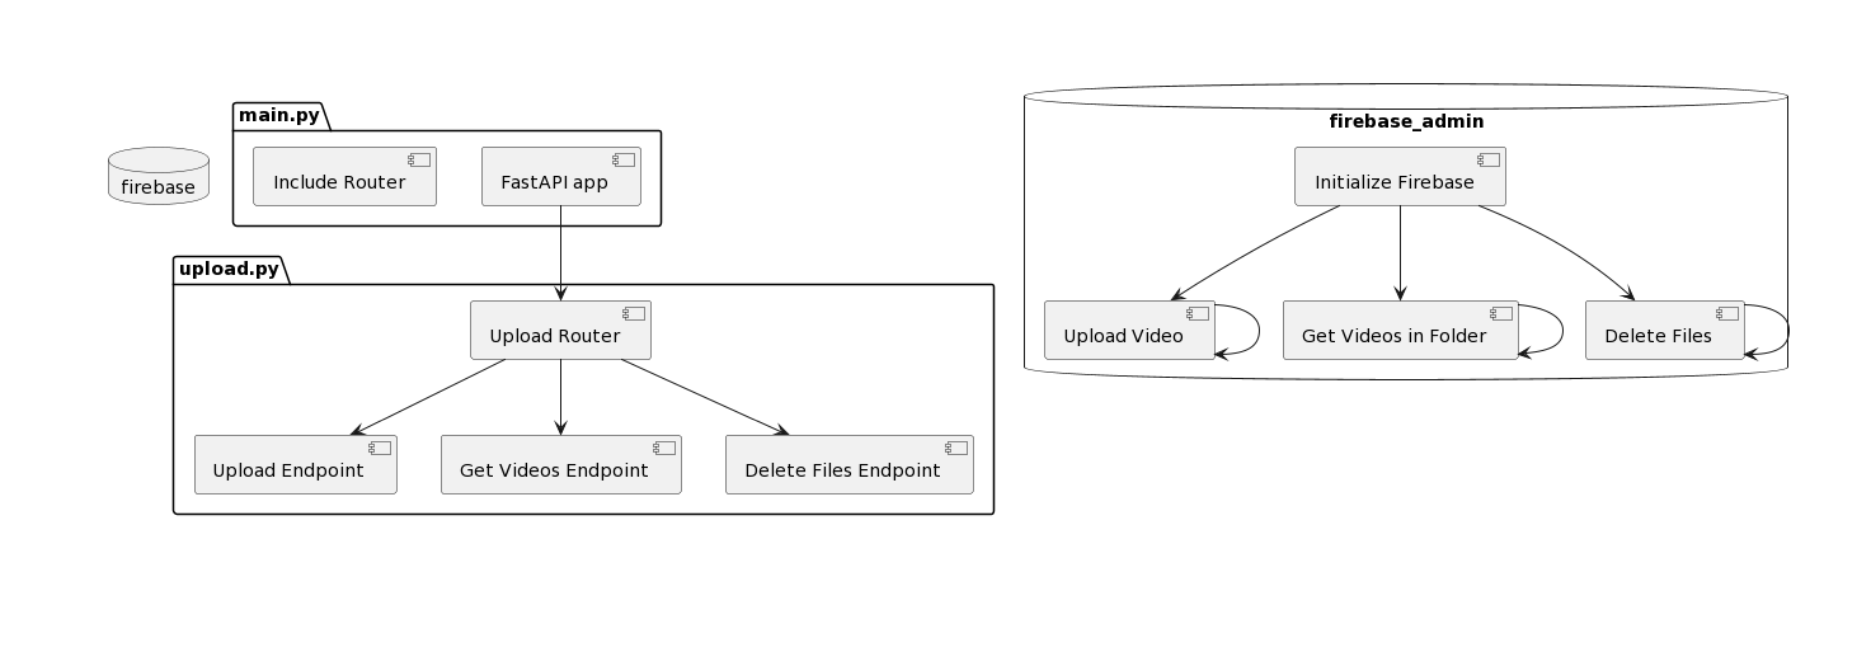 firebase
main.py
Include Router
FastAPI app
upload.py
Upload Router
Upload Endpoint
Get Videos Endpoint
Delete Files Endpoint
firebase_admin
Initialize Firebase
Upload Video
Get Videos in Folder
Delete Files